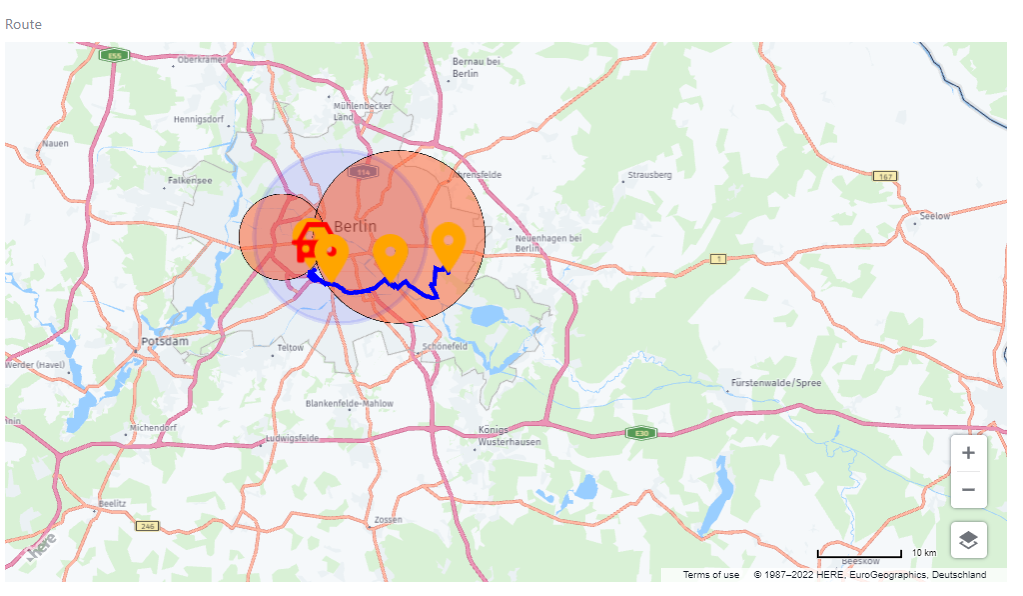 Route
E55
Oberkrämer
Bernau bei
Berlin
Mühlenbecker
Land
Hennigsdorf
Nauen
114
Falkensee
Ahrensfelde
Strausberg
167
Seelow
Berlin
Neuenhagen bei
Berlin
1
Potsdam
Teltow
Schönefeld
Werder (Havel)
Fürstenwalde/Spree
Blankenfelde-Mahlow
Michendorf
Ludwigsfelde
Königs
Wusterhausen
E30
+
−
Beelitz
246
Zossen
here
10 km
Beeskow
Terms of use © 1987–2022 HERE, EuroGeographics, Deutschland